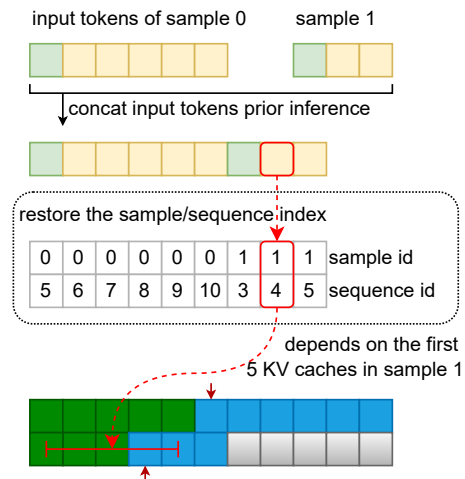 input tokens of sample 0 sample 1
concat input tokens prior inference
restore the sample/sequence index
0 0 0 0 0 0 1 1 1 sample id
5 6 7 8 9 10 3 4 5 sequence id
depends on the first
5 KV caches in sample 1